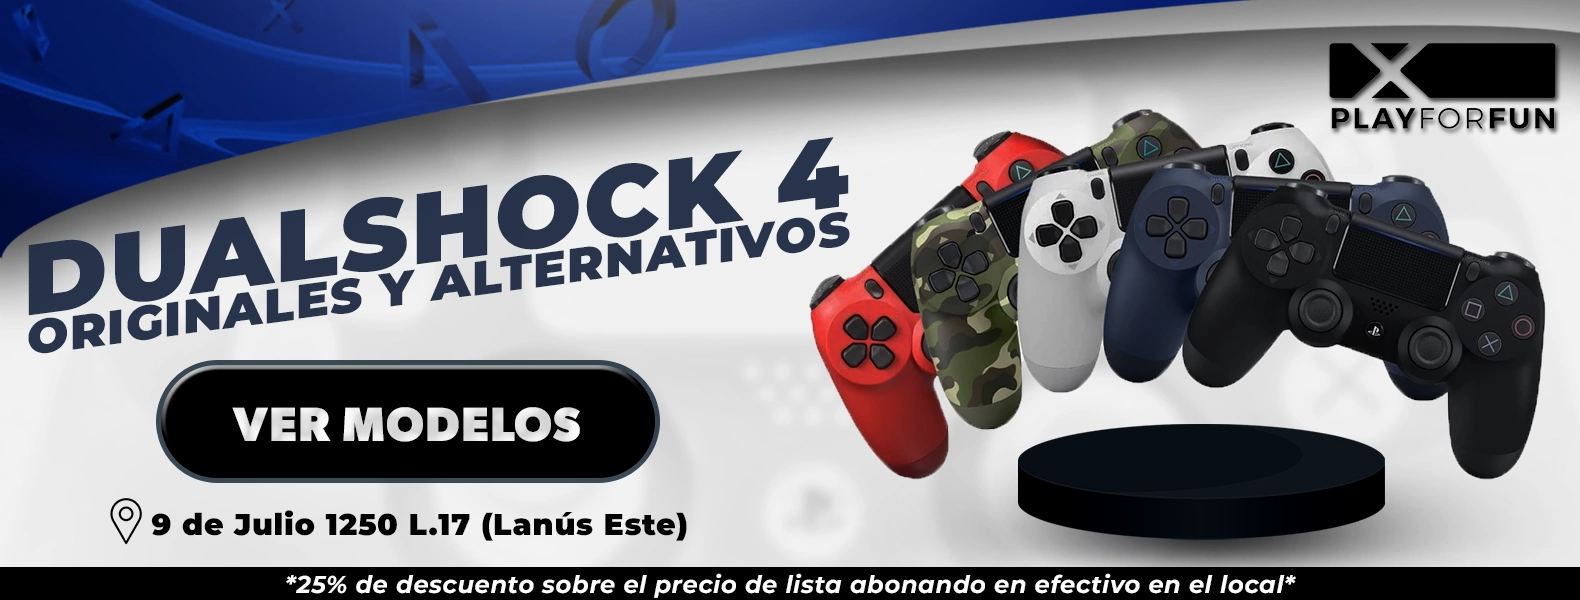 PLAYFORFUN
DUALSHOCK 4
ORIGINALES Y ALTERNATIVOS
VER MODELOS
9 de Julio 1250 L.17 (Lanús Este)
*25% de descuento sobre el precio de lista abonando en efectivo en el local*